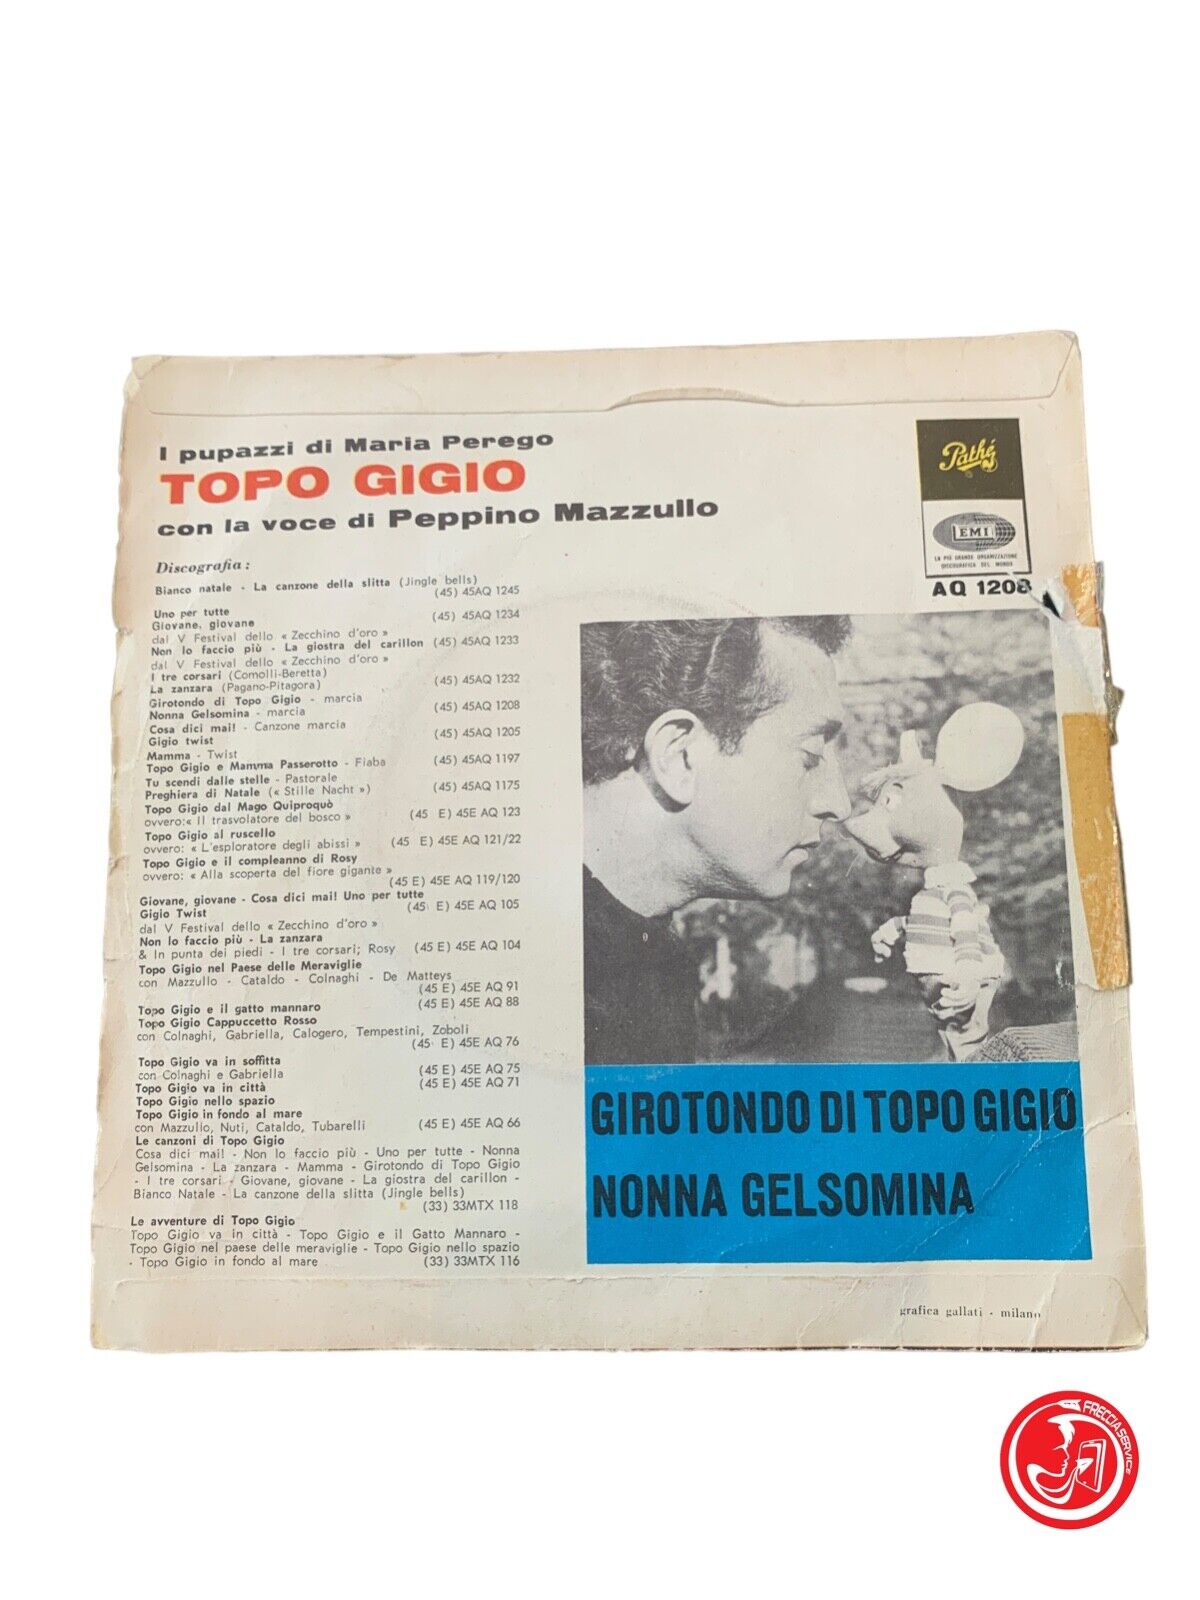 I pupazzi di Maria Perego
TOPO GIGIO
con la voce di Peppino Mazzullo
Pathé
EMI
LA PIÙ GRANDE ORGANIZZAZIONE
DISCOGRAFICA DEL MONDO
AQ 1208
Discografia :
Bianco natale - La canzone della slitta (Jingle bells)
(45) 45AQ 1245
Uno per tutte (45) 45AQ 1234
Giovane, giovane
dal V Festival dello « Zecchino d'oro »
Non lo faccio più - La giostra del carillon (45) 45AQ 1233
dal V Festival dello « Zecchino d'oro »
I tre corsari (Comolli-Beretta)
La zanzara (Pagano-Pitagora) (45) 45AQ 1232
Girotondo di Topo Gigio - marcia
Nonna Gelsomina - marcia (45) 45AQ 1208
Cosa dici mai! - Canzone marcia
Gigio twist (45) 45AQ 1205
Mamma - Twist
Topo Gigio e Mamma Passerotto - Fiaba (45) 45AQ 1197
Tu scendi dalle stelle - Pastorale
Preghiera di Natale (« Stille Nacht ») (45) 45AQ 1175
Topo Gigio dal Mago Quiproquò
ovvero:« Il trasvolatore del bosco » (45 E) 45E AQ 123
Topo Gigio al ruscello
ovvero: « L'esploratore degli abissi » (45 E) 45E AQ 121/22
Topo Gigio e il compleanno di Rosy
ovvero: « Alla scoperta del fiore gigante »
(45 E) 45E AQ 119/120
Giovane, giovane - Cosa dici mai! Uno per tutte
Gigio Twist (45 E) 45E AQ 105
dal V Festival dello « Zecchino d'oro »
Non lo faccio più - La zanzara
& In punta dei piedi - I tre corsari; Rosy (45 E) 45E AQ 104
Topo Gigio nel Paese delle Meraviglie
con Mazzullo - Cataldo - Colnaghi - De Matteys
(45 E) 45E AQ 91
Topo Gigio e il gatto mannaro (45 E) 45E AQ 88
Topo Gigio Cappuccetto Rosso
con Colnaghi, Gabriella, Calogero, Tempestini, Zoboli
(45 E) 45E AQ 76
Topo Gigio va in soffitta
con Colnaghi e Gabriella (45 E) 45E AQ 75
Topo Gigio va in città (45 E) 45E AQ 71
Topo Gigio nello spazio
Topo Gigio in fondo al mare
con Mazzullo, Nuti, Cataldo, Tubarelli (45 E) 45E AQ 66
Le canzoni di Topo Gigio
Cosa dici mai! - Non lo faccio più - Uno per tutte - Nonna
Gelsomina - La zanzara - Mamma - Girotondo di Topo Gigio
- I tre corsari - Giovane, giovane - La giostra del carillon -
Bianco Natale - La canzone della slitta (Jingle bells)
(33) 33MTX 118
Le avventure di Topo Gigio
Topo Gigio va in città - Topo Gigio e il Gatto Mannaro -
Topo Gigio nel paese delle meraviglie - Topo Gigio nello spazio
- Topo Gigio in fondo al mare (33) 33MTX 116
GIROTONDO DI TOPO GIGIO
NONNA GELSOMINA
grafica gallati - milano
FRECCIA SERVICE